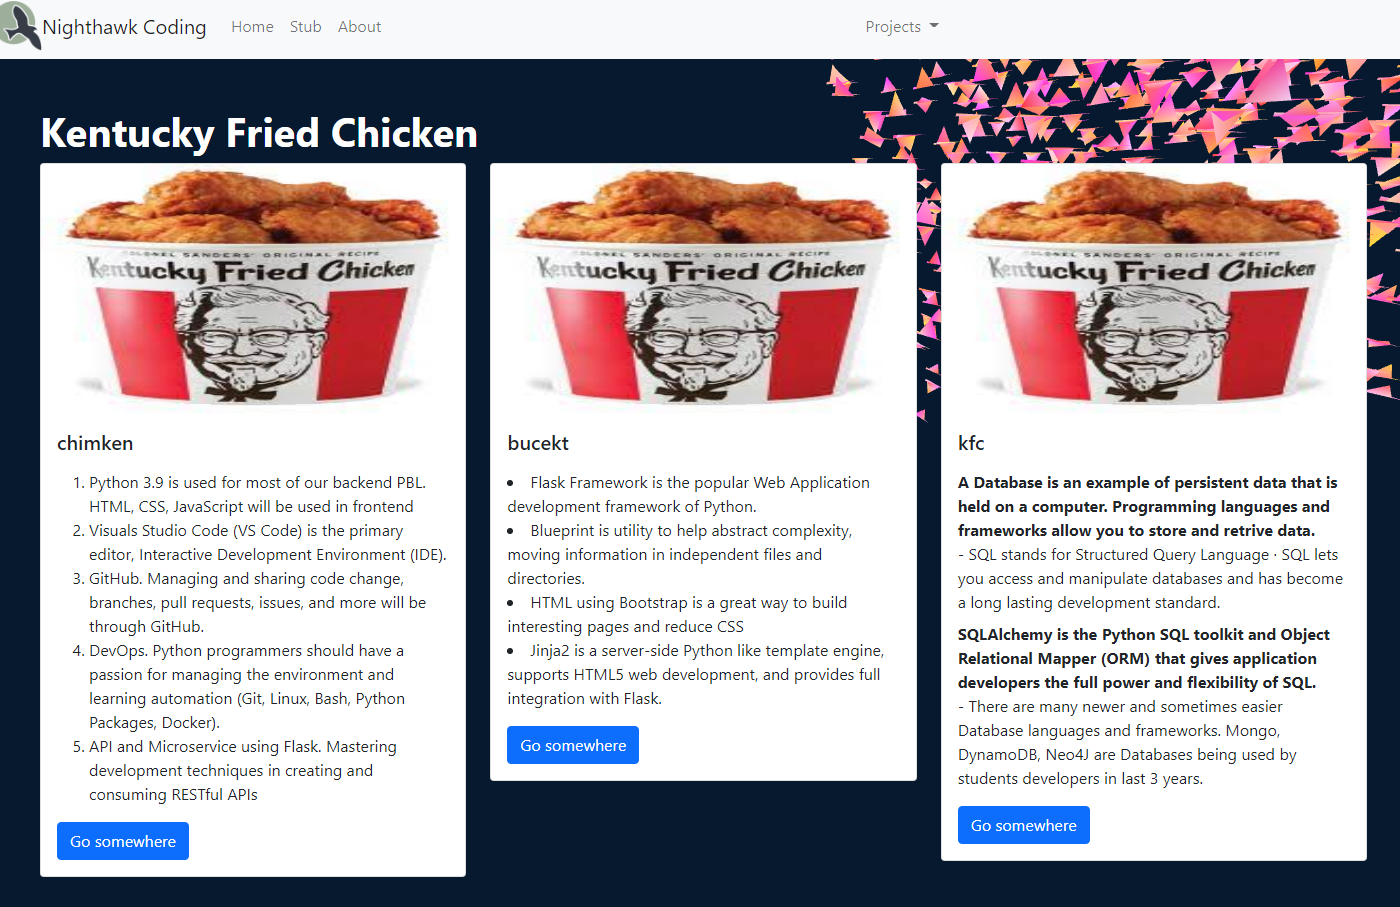 Nighthawk Coding Home Stub About Projects
Kentucky Fried Chicken
COLONEL SANDERS' ORIGINAL RECIPE
Kentucky Fried Chicken
chimken
1. Python 3.9 is used for most of our backend PBL.
HTML, CSS, JavaScript will be used in frontend
2. Visuals Studio Code (VS Code) is the primary
editor, Interactive Development Environment (IDE).
3. GitHub. Managing and sharing code change,
branches, pull requests, issues, and more will be
through GitHub.
4. DevOps. Python programmers should have a
passion for managing the environment and
learning automation (Git, Linux, Bash, Python
Packages, Docker).
5. API and Microservice using Flask. Mastering
development techniques in creating and
consuming RESTful APIs
Go somewhere
COLONEL SANDERS' ORIGINAL RECIPE
Kentucky Fried Chicken
bucekt
• Flask Framework is the popular Web Application
development framework of Python.
• Blueprint is utility to help abstract complexity,
moving information in independent files and
directories.
• HTML using Bootstrap is a great way to build
interesting pages and reduce CSS
• Jinja2 is a server-side Python like template engine,
supports HTML5 web development, and provides full
integration with Flask.
Go somewhere
COLONEL SANDERS' ORIGINAL RECIPE
Kentucky Fried Chicken
kfc
A Database is an example of persistent data that is
held on a computer. Programming languages and
frameworks allow you to store and retrive data.
- SQL stands for Structured Query Language · SQL lets
you access and manipulate databases and has become
a long lasting development standard.
SQLAlchemy is the Python SQL toolkit and Object
Relational Mapper (ORM) that gives application
developers the full power and flexibility of SQL.
- There are many newer and sometimes easier
Database languages and frameworks. Mongo,
DynamoDB, Neo4J are Databases being used by
students developers in last 3 years.
Go somewhere